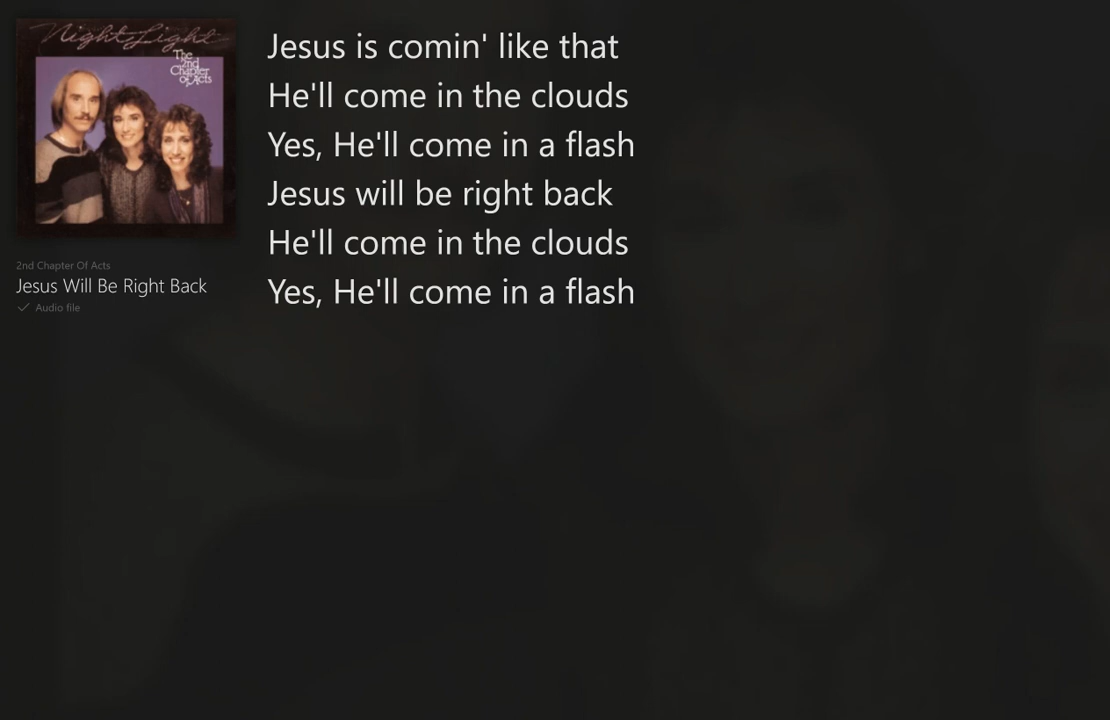 Night Light
The
2nd
Chapter
of Acts
Jesus is comin' like that
He'll come in the clouds
Yes, He'll come in a flash
Jesus will be right back
He'll come in the clouds
Yes, He'll come in a flash
2nd Chapter Of Acts
Jesus Will Be Right Back
Audio file